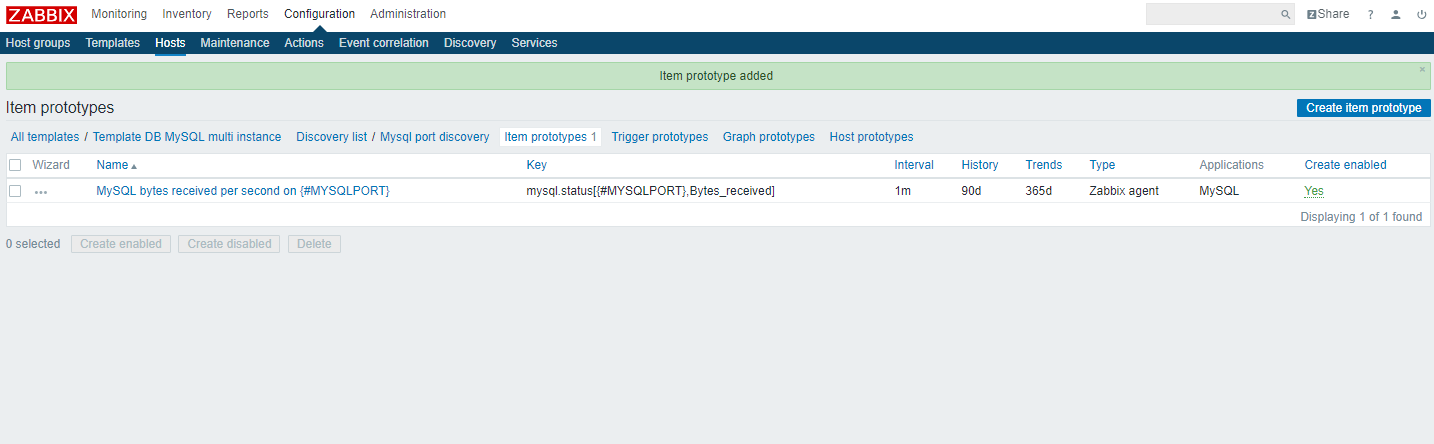 ZABBIX Monitoring Inventory Reports Configuration Administration Share ?
Host groups Templates Hosts Maintenance Actions Event correlation Discovery Services
Item prototype added
Item prototypes Create item prototype
All templates / Template DB MySQL multi instance Discovery list / Mysql port discovery Item prototypes 1 Trigger prototypes Graph prototypes Host prototypes
Wizard Name Key Interval History Trends Type Applications Create enabled
MySQL bytes received per second on {#MYSQLPORT} mysql.status[{#MYSQLPORT},Bytes_received] 1m 90d 365d Zabbix agent MySQL Yes
Displaying 1 of 1 found
0 selected Create enabled Create disabled Delete